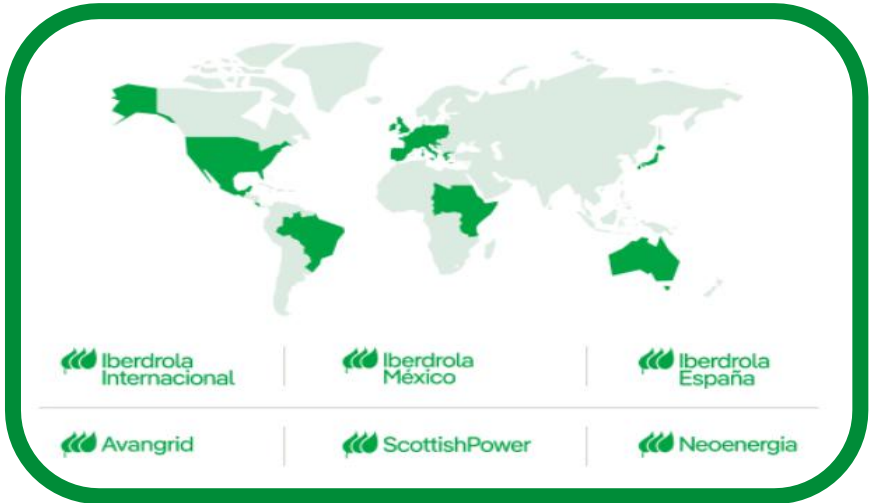 Iberdrola
Internacional
Iberdrola
México
Iberdrola
España
Avangrid
ScottishPower
Neoenergia